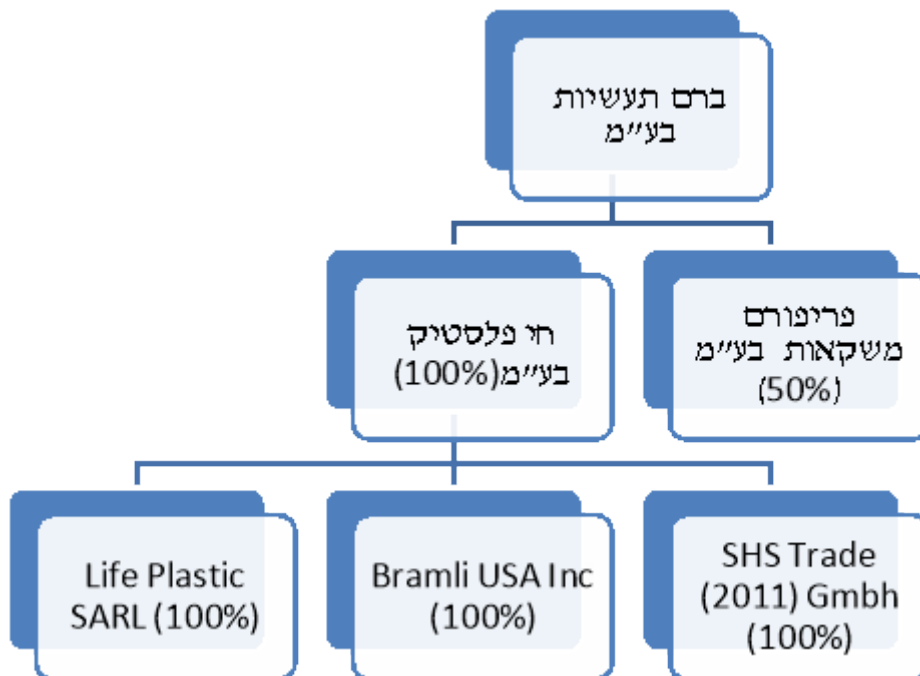 ברם תעשיות
בע״מ
פריפורם
משקאות בע״מ
(50%)
חי פלסטיק
בע״מ(100%)
Life Plastic
SARL (100%)
Bramli USA Inc
(100%)
SHS Trade
(2011) Gmbh
(100%)